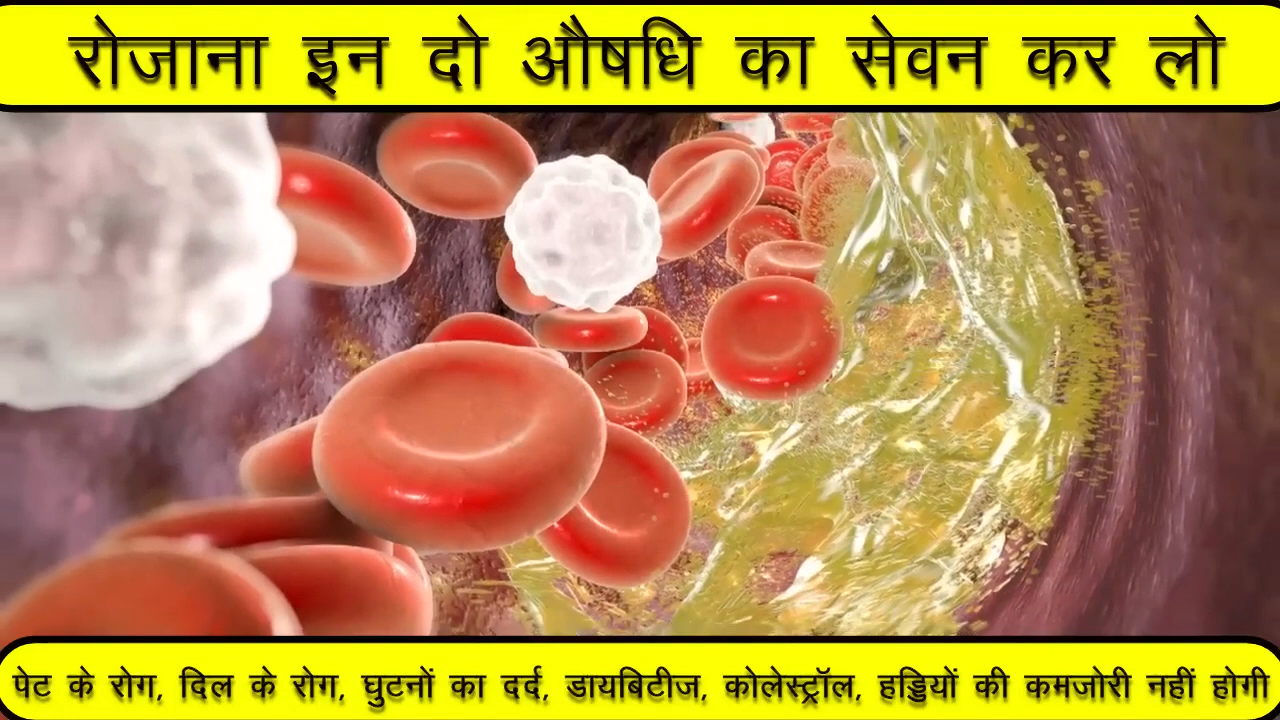 रोजाना इन दो औषधि का सेवन कर लो
पेट के रोग, दिल के रोग, घुटनों का दर्द, डायबिटीज, कोलेस्ट्रॉल, हड्डियों की कमजोरी नहीं होगी